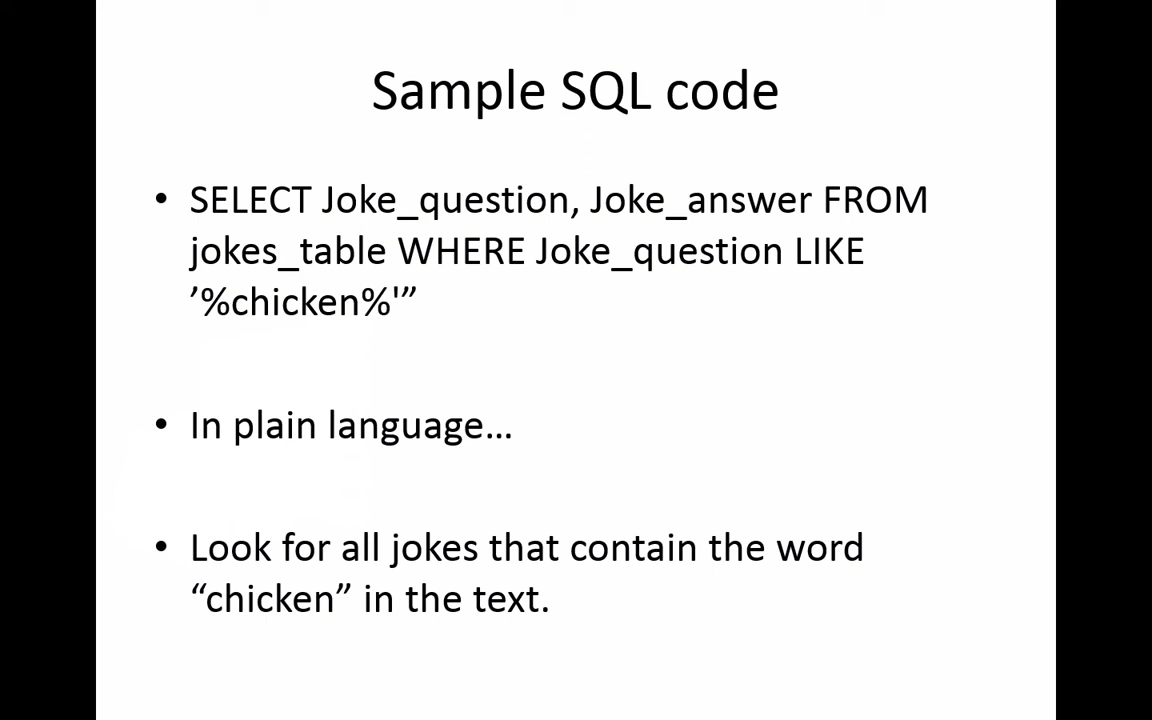 Sample SQL code
• SELECT Joke_question, Joke_answer FROM
jokes_table WHERE Joke_question LIKE
’'%chicken%'”
• In plain language…
• Look for all jokes that contain the word
“chicken” in the text.